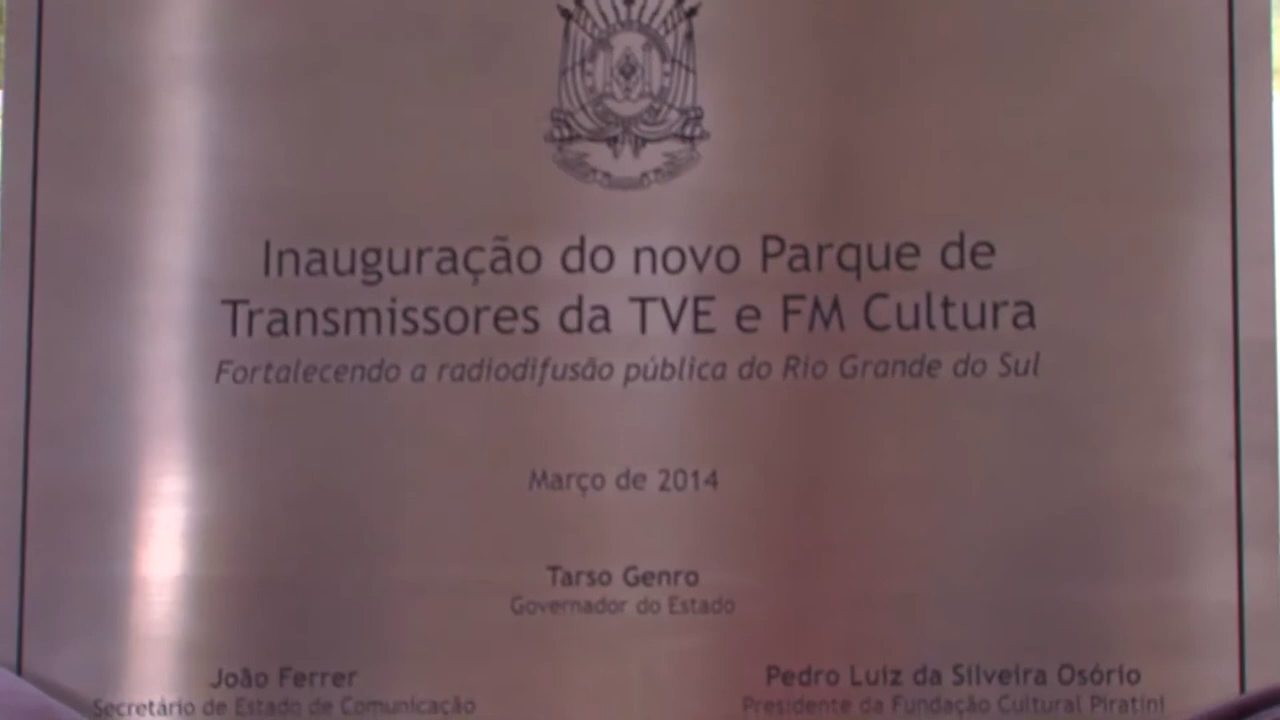 Inauguração do novo Parque de
Transmissores da TVE e FM Cultura
Fortalecendo a radiodifusão pública do Rio Grande do Sul
Março de 2014
Tarso Genro
Governador do Estado
João Ferrer
Secretário de Estado de Comunicação
Pedro Luiz da Silveira Osório
Presidente da Fundação Cultural Piratini